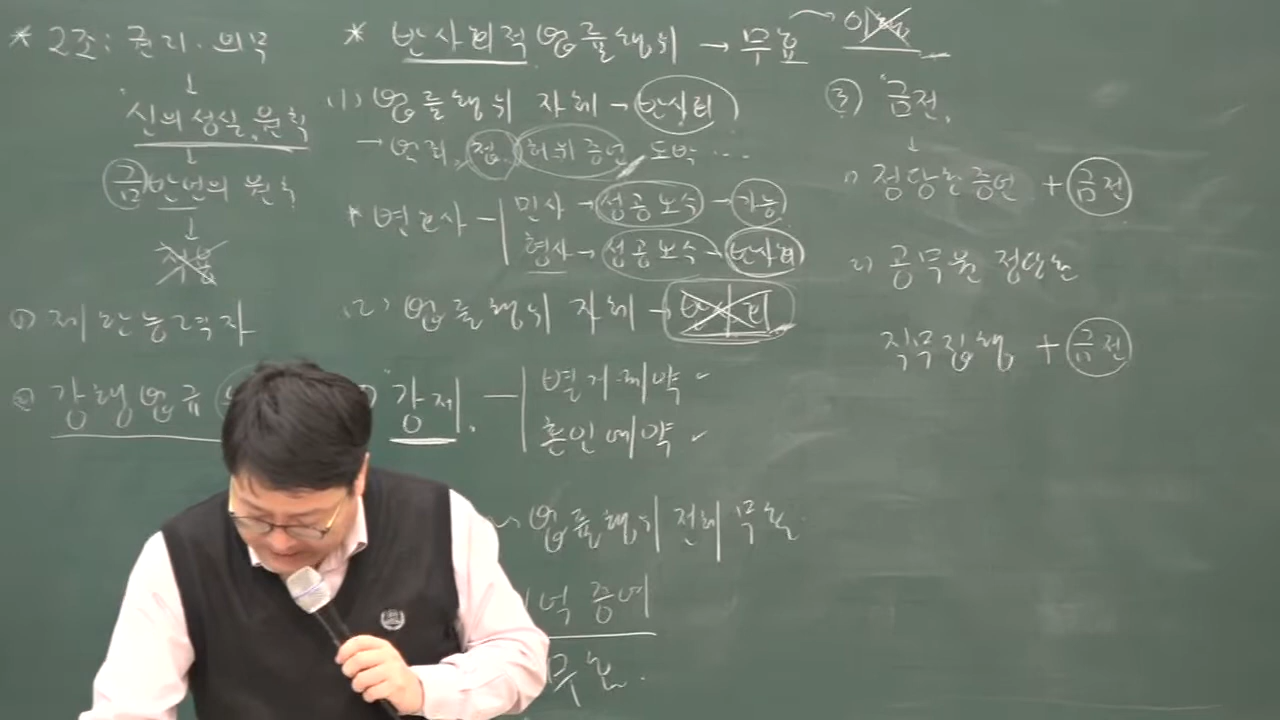 * 2조 : 권리·의무
↓
신의성실 원칙
↓
금반언의 원칙
↓
적용
① 제한능력자
② 강행법규
* 반사회적 법률행위 → 무효
(1) 법률행위 자체 → 반사회
→ 범죄, 첩, 허위증언, 도박 ....
* 변호사
민사 → 성공보수 → 가능
형사 → 성공보수 → 반사회
(2) 법률행위 자체 → 반사회
강제.
별거계약 ✓
혼인예약 ✓
법률행위 전체 무효
억 증여
무효.
③ 금전.
↓
1) 정당한 증언 + 금전
2) 공무원 정당한
직무집행 + 금전